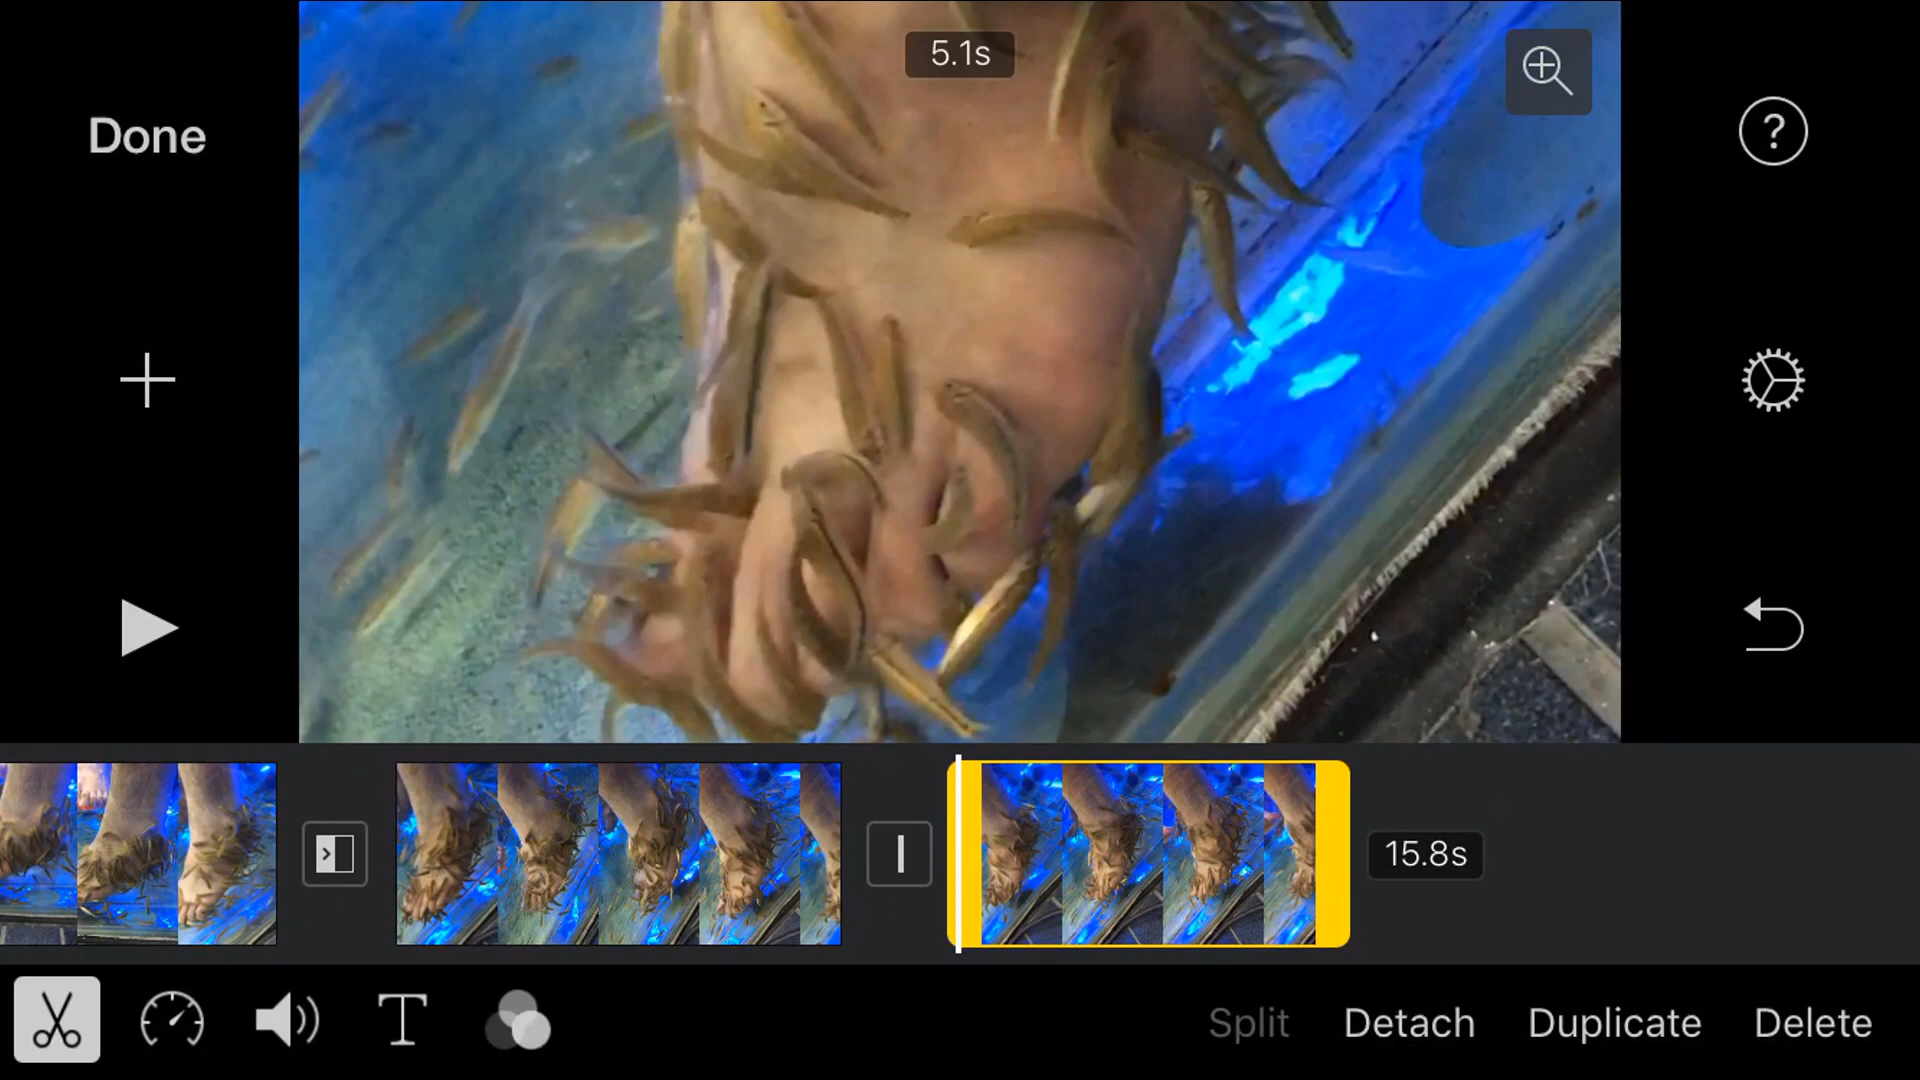 5.1s
Done
?
15.8s
T
Split
Detach
Duplicate
Delete